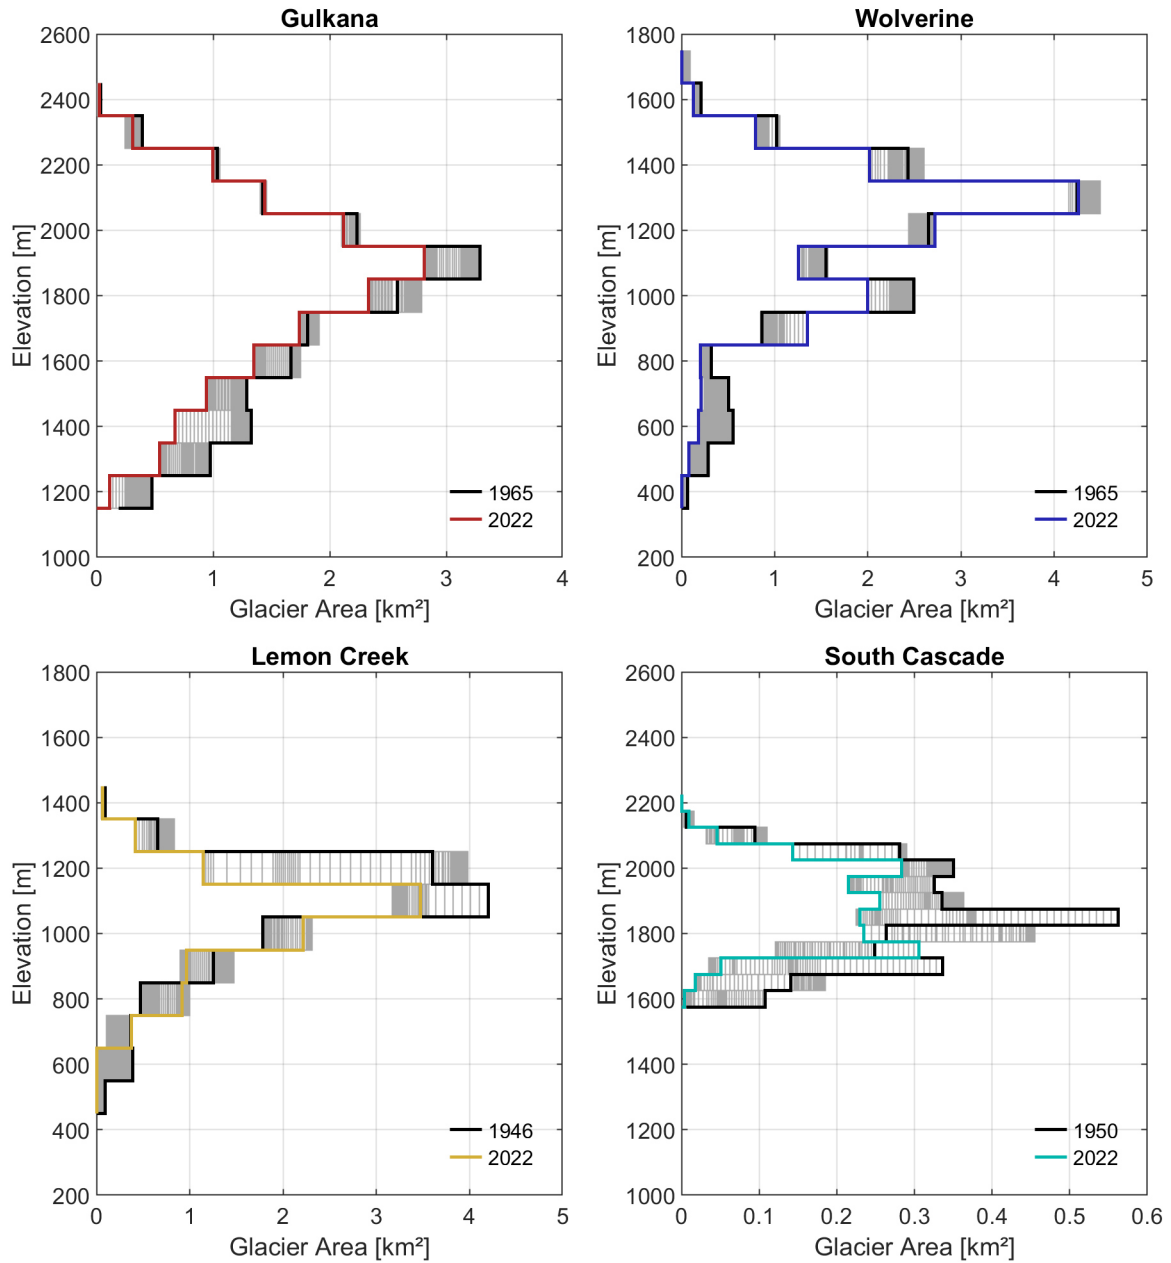 Gulkana
2600
2400
2200
2000
1800
1600
1400
1200
1000
Elevation [m]
0 1 2 3 4
Glacier Area [km²]
1965
2022
Wolverine
1800
1600
1400
1200
1000
800
600
400
200
Elevation [m]
0 1 2 3 4 5
Glacier Area [km²]
1965
2022
Lemon Creek
1800
1600
1400
1200
1000
800
600
400
200
Elevation [m]
0 1 2 3 4 5
Glacier Area [km²]
1946
2022
South Cascade
2600
2400
2200
2000
1800
1600
1400
1200
1000
Elevation [m]
0 0.1 0.2 0.3 0.4 0.5 0.6
Glacier Area [km²]
1950
2022